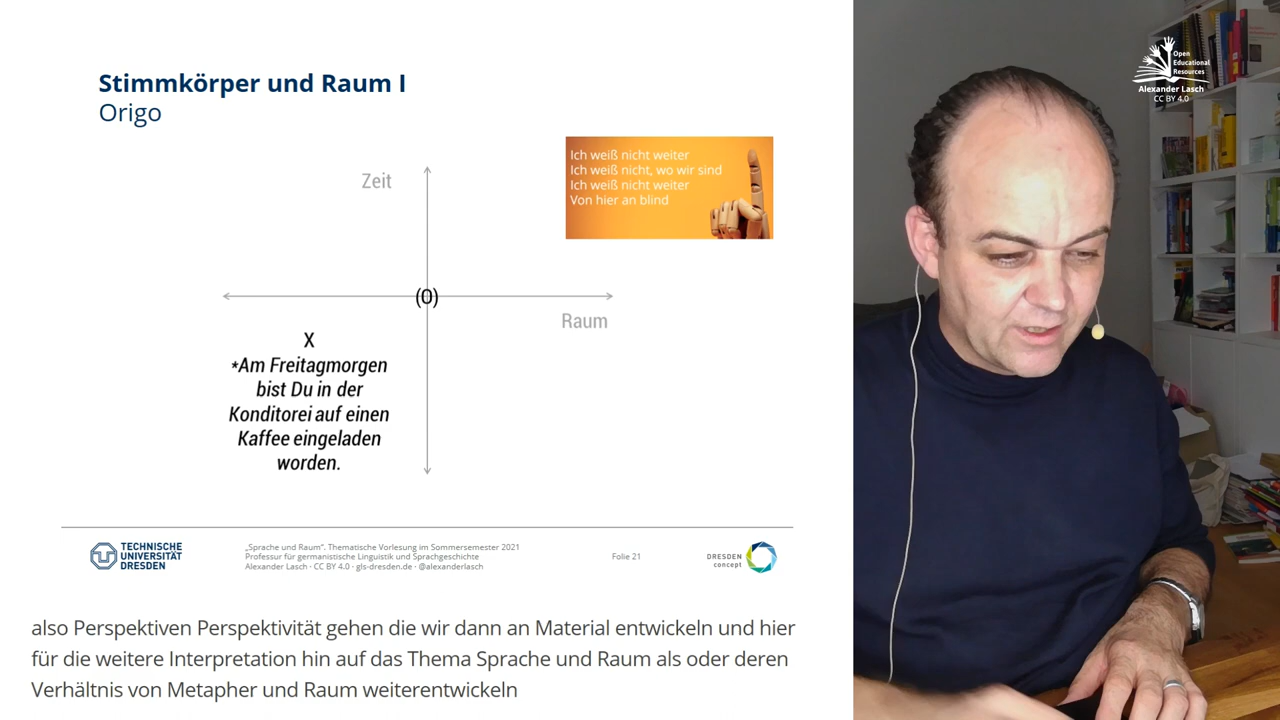 Stimmkörper und Raum I
Origo
Zeit
Ich weiß nicht weiter
Ich weiß nicht, wo wir sind
Ich weiß nicht weiter
Von hier an blind
(0)
Raum
X
*Am Freitagmorgen
bist Du in der
Konditorei auf einen
Kaffee eingeladen
worden.
TECHNISCHE
UNIVERSITÄT
DRESDEN
„Sprache und Raum“. Thematische Vorlesung im Sommersemester 2021
Professur für germanistische Linguistik und Sprachgeschichte
Alexander Lasch · CC BY 4.0 · gls-dresden.de · @alexanderlasch
Folie 21
DRESDEN
concept
also Perspektiven Perspektivität gehen die wir dann an Material entwickeln und hier
für die weitere Interpretation hin auf das Thema Sprache und Raum als oder deren
Verhältnis von Metapher und Raum weiterentwickeln
Open
Educational
Resources
Alexander Lasch
CC BY 4.0